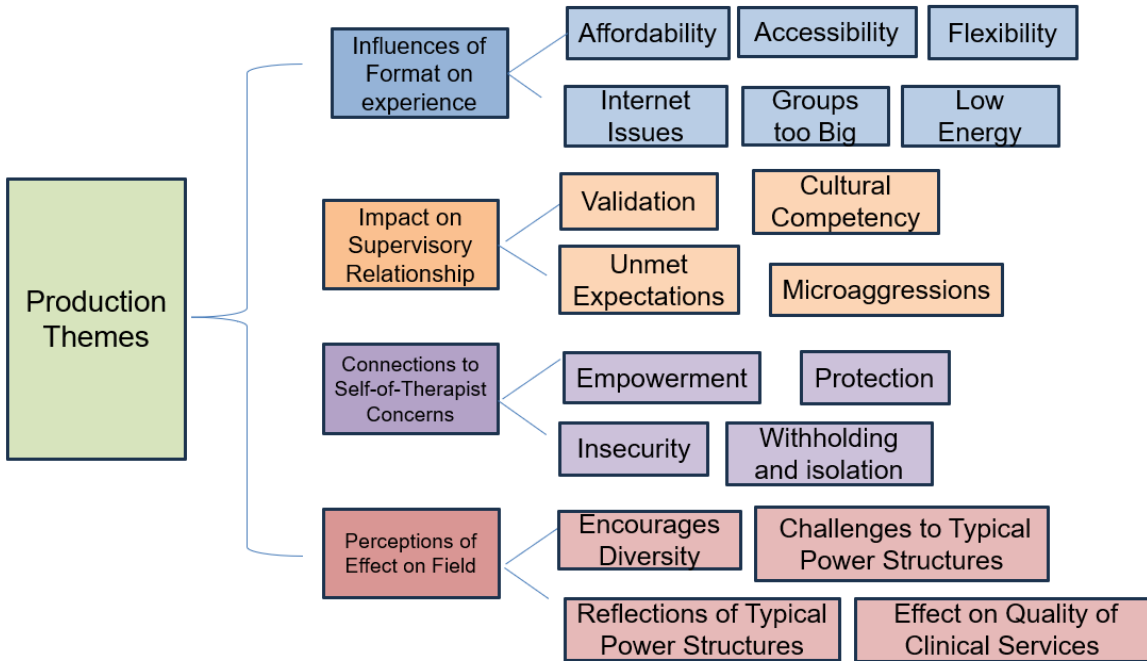 Production
Themes
Influences of
Format on
experience
Affordability
Accessibility
Flexibility
Internet
Issues
Groups
too Big
Low
Energy
Impact on
Supervisory
Relationship
Validation
Cultural
Competency
Unmet
Expectations
Microaggressions
Connections to
Self-of-Therapist
Concerns
Empowerment
Protection
Insecurity
Withholding
and isolation
Perceptions of
Effect on Field
Encourages
Diversity
Challenges to Typical
Power Structures
Reflections of Typical
Power Structures
Effect on Quality of
Clinical Services